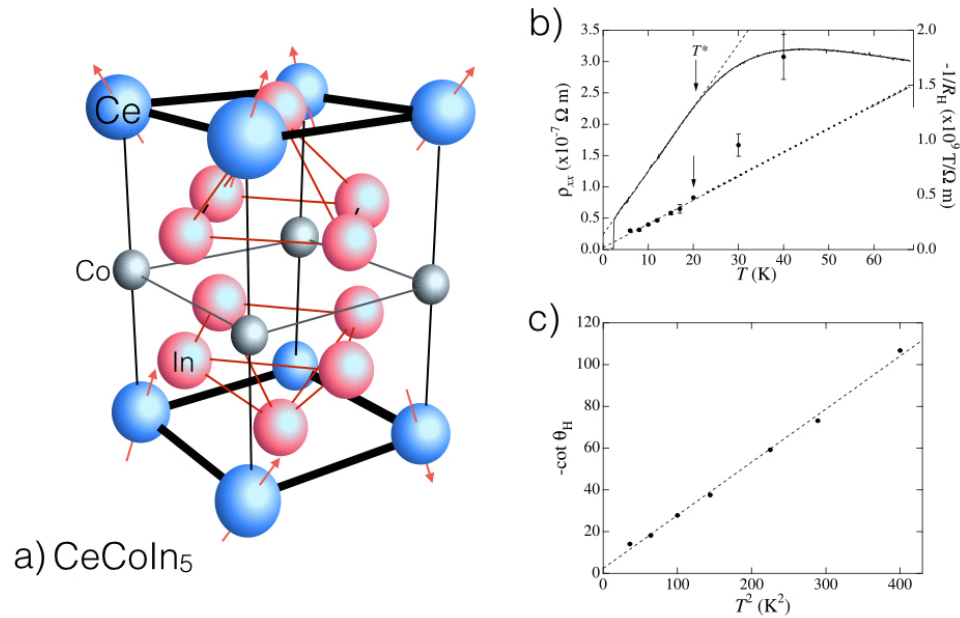 Ce
Co
In
a) CeCoIn₅
b)
3.5
3.0
2.5
2.0
1.5
1.0
0.5
0.0
ρxx (x10⁻⁷ Ω m)
T*
2.0
1.5
1.0
0.5
0.0
-1/RH (x10⁹ T/Ω m)
0 10 20 30 40 50 60
T (K)
c)
-120
-100
-80
-60
-40
-20
0
-cot θH
0 100 200 300 400
T² (K²)